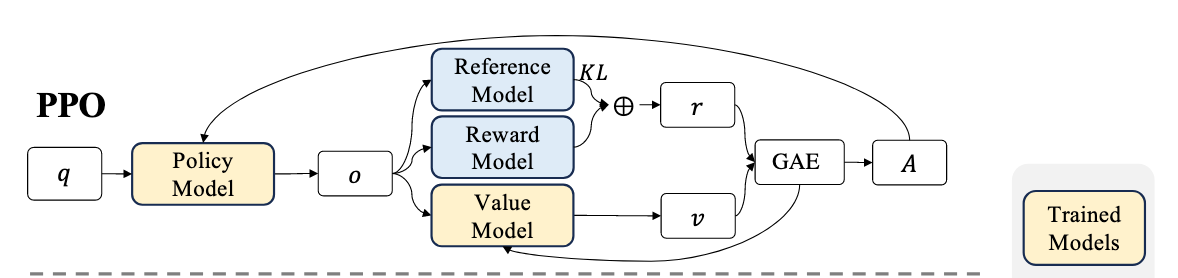 PPO
q
Policy
Model
o
Reference
Model
KL
Reward
Model
Value
Model
⊕
r
v
GAE
A
Trained
Models